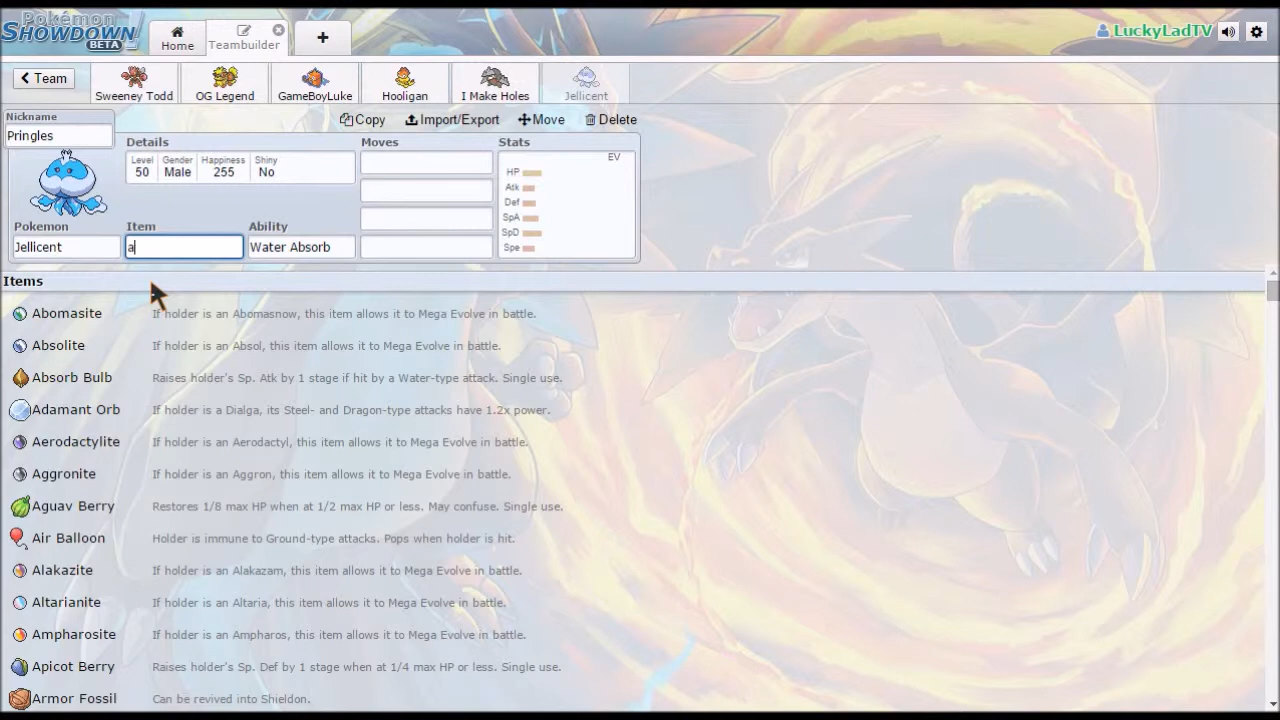 Pokémon
SHOWDOWN
BETA
Home
Teambuilder
+
LuckyLadTV
Team
Sweeney Todd
OG Legend
GameBoyLuke
Hooligan
I Make Holes
Jellicent
Nickname
Pringles
Copy
Import/Export
Move
Delete
Details
Moves
Stats
Level
Gender
Happiness
Shiny
50
Male
255
No
EV
HP
Atk
Def
SpA
SpD
Spe
Pokemon
Item
Ability
Jellicent
a
Water Absorb
Items
Abomasite If holder is an Abomasnow, this item allows it to Mega Evolve in battle.
Absolite If holder is an Absol, this item allows it to Mega Evolve in battle.
Absorb Bulb Raises holder's Sp. Atk by 1 stage if hit by a Water-type attack. Single use.
Adamant Orb If holder is a Dialga, its Steel- and Dragon-type attacks have 1.2x power.
Aerodactylite If holder is an Aerodactyl, this item allows it to Mega Evolve in battle.
Aggronite If holder is an Aggron, this item allows it to Mega Evolve in battle.
Aguav Berry Restores 1/8 max HP when at 1/2 max HP or less. May confuse. Single use.
Air Balloon Holder is immune to Ground-type attacks. Pops when holder is hit.
Alakazite If holder is an Alakazam, this item allows it to Mega Evolve in battle.
Altarianite If holder is an Altaria, this item allows it to Mega Evolve in battle.
Ampharosite If holder is an Ampharos, this item allows it to Mega Evolve in battle.
Apicot Berry Raises holder's Sp. Def by 1 stage when at 1/4 max HP or less. Single use.
Armor Fossil Can be revived into Shieldon.